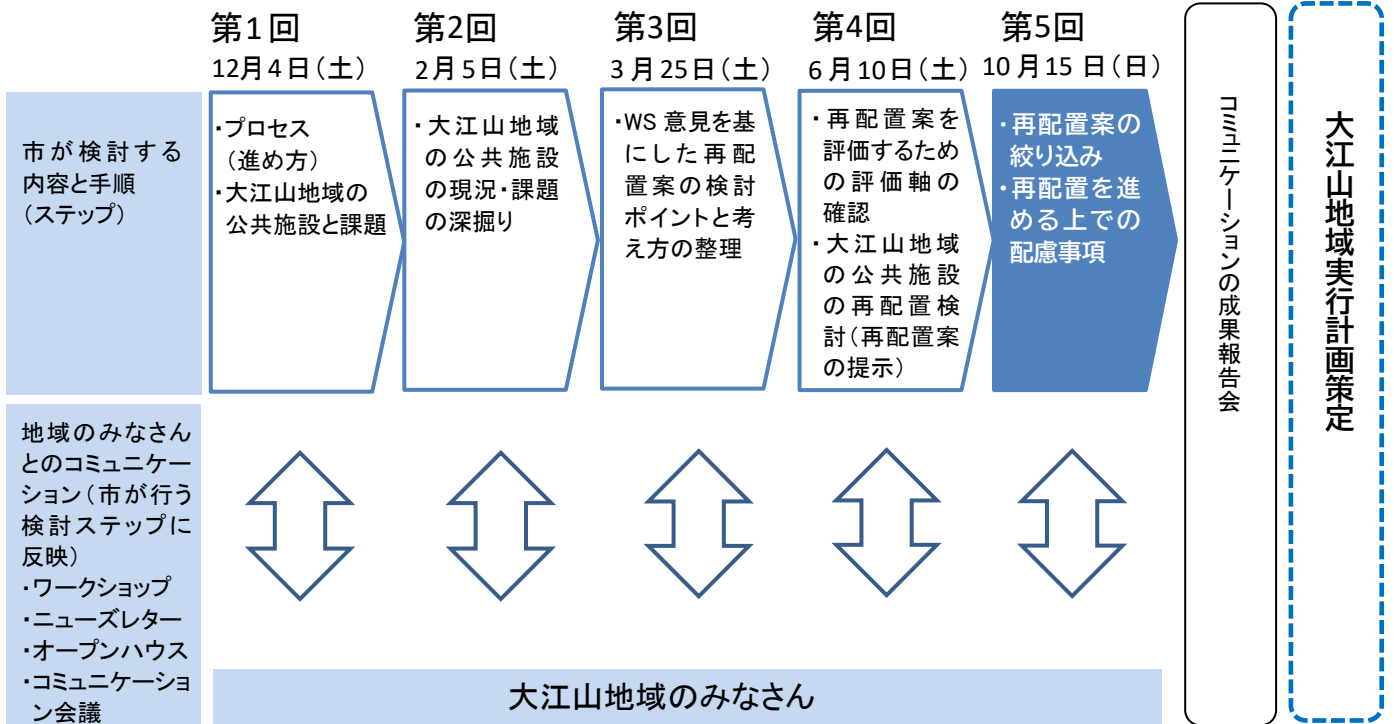 第1回
12月4日(土)
第2回
2月5日(土)
第3回
3月25日(土)
第4回
6月10日(土)
第5回
10月15日(日)
市が検討する
内容と手順
(ステップ)
・プロセス
(進め方)
・大江山地域の
公共施設と課題
・大江山地域
の公共施設
の現況・課題
の深掘り
・WS意見を基
にした再配
置案の検討
ポイントと考
え方の整理
・再配置案を
評価するため
の評価軸の
確認
・大江山地域
の公共施設
の再配置検
討(再配置案
の提示)
・再配置案の
絞り込み
・再配置を進
める上での
配慮事項
コミュニケーションの成果報告会
大江山地域実行計画策定
地域のみなさん
とのコミュニケー
ション(市が行う
検討ステップに
反映)
・ワークショップ
・ニューズレター
・オープンハウス
・コミュニケーショ
ン会議
大江山地域のみなさん